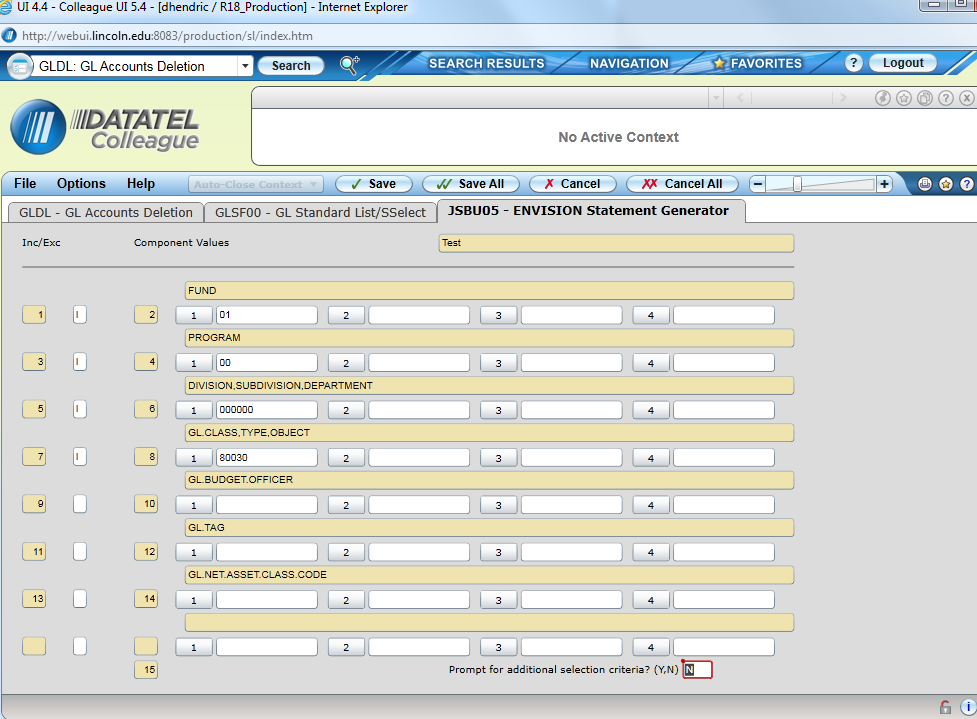 UI 4.4 - Colleague UI 5.4 - [dhendric / R18_Production] - Internet Explorer
http://webui.lincoln.edu:8083/production/sl/index.htm
GLDL: GL Accounts Deletion Search SEARCH RESULTS NAVIGATION FAVORITES ? Logout
DATATEL
Colleague
No Active Context
File Options Help Auto-Close Context Save Save All Cancel Cancel All
GLDL - GL Accounts Deletion GLSF00 - GL Standard List/SSelect JSBU05 - ENVISION Statement Generator
Inc/Exc Component Values Test
FUND
1 I 2 1 01 2 3 4
PROGRAM
3 I 4 1 00 2 3 4
DIVISION,SUBDIVISION,DEPARTMENT
5 I 6 1 000000 2 3 4
GL.CLASS,TYPE,OBJECT
7 I 8 1 80030 2 3 4
GL.BUDGET.OFFICER
9 10 1 2 3 4
GL.TAG
11 12 1 2 3 4
GL.NET.ASSET.CLASS.CODE
13 14 1 2 3 4
1 2 3 4
15 Prompt for additional selection criteria? (Y,N) N